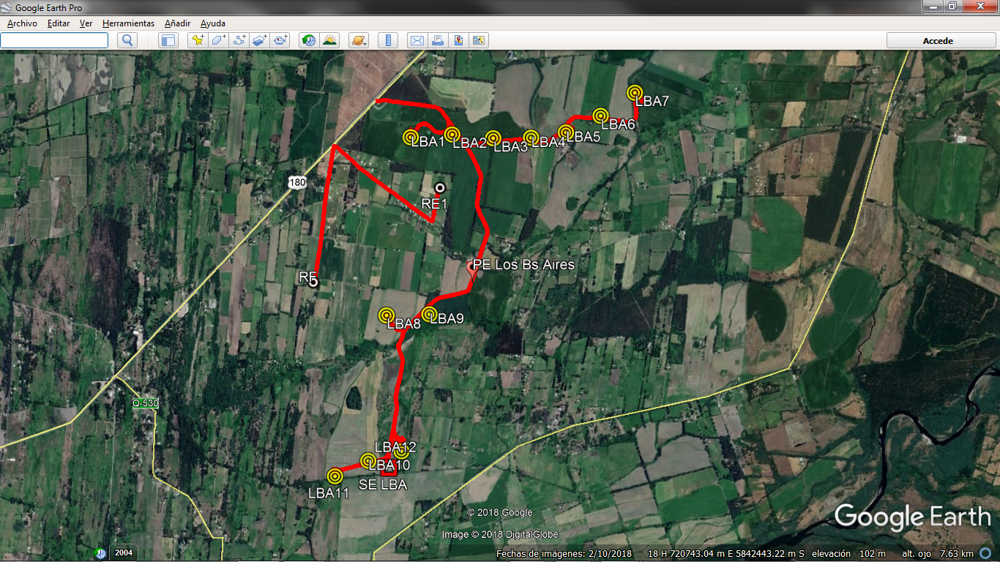 Google Earth Pro
Archivo Editar Ver Herramientas Añadir Ayuda
Accede
LBA7
LBA6
LBA5
LBA1 LBA2 LBA3 LBA4
180
RE1
PE Los Bs Aires
RE
LBA8 LBA9
Q-530
LBA12
LBA10
SE LBA
LBA11
© 2018 Google
Image © 2018 DigitalGlobe
Google Earth
2004
Fechas de imágenes: 2/10/2018 18 H 720743.04 m E 5842443.22 m S elevación 102 m alt. ojo 7.63 km